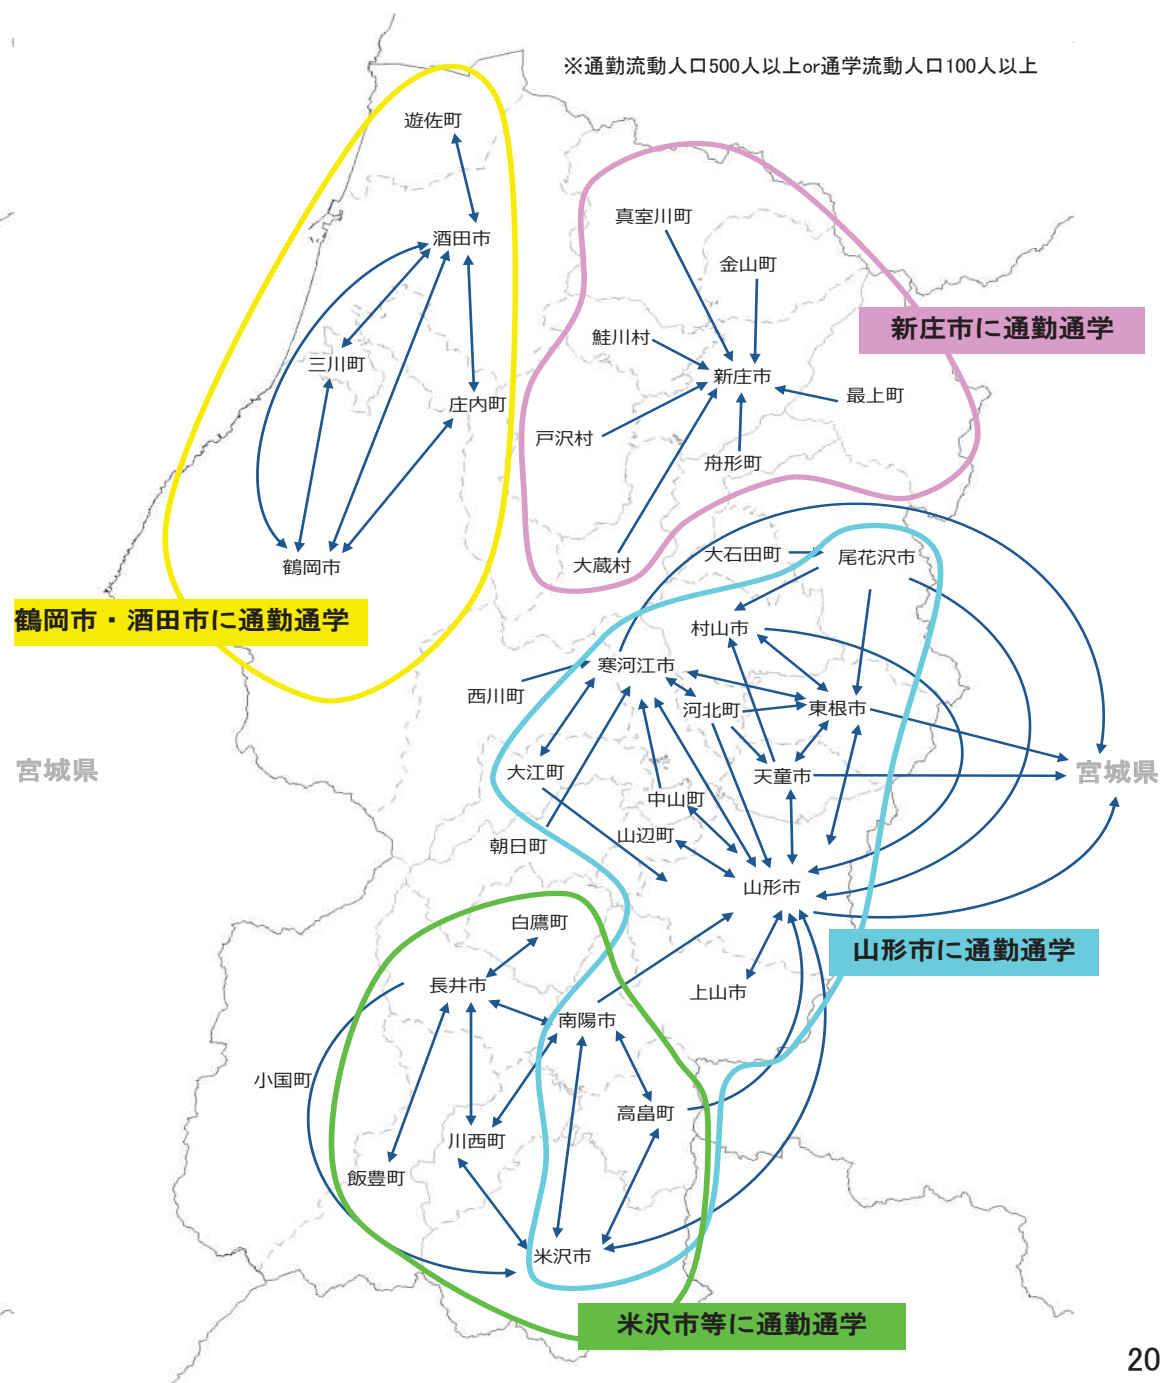 ※通勤流動人口500人以上or通学流動人口100人以上
遊佐町
酒田市
三川町
庄内町
鶴岡市
鶴岡市・酒田市に通勤通学
真室川町
金山町
鮭川村
新庄市
最上町
戸沢村
舟形町
大蔵村
新庄市に通勤通学
大石田町
尾花沢市
村山市
寒河江市
西川町
河北町
東根市
大江町
天童市
中山町
山辺町
朝日町
山形市
上山市
宮城県
宮城県
山形市に通勤通学
白鷹町
長井市
南陽市
小国町
高畠町
川西町
飯豊町
米沢市
米沢市等に通勤通学
20